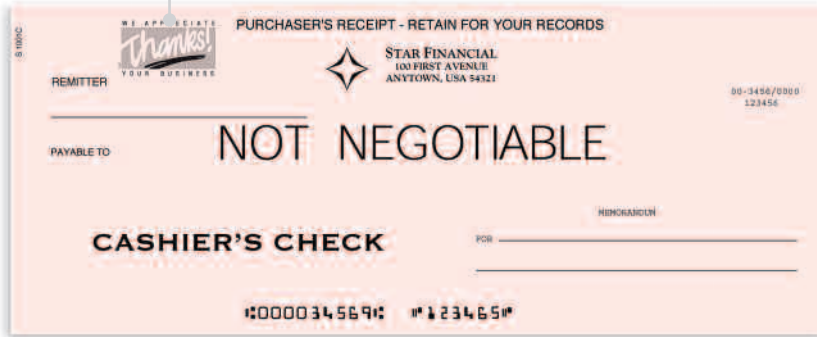 S 1001C
WE APPRECIATE
Thanks!
YOUR BUSINESS
PURCHASER'S RECEIPT - RETAIN FOR YOUR RECORDS
STAR FINANCIAL
100 FIRST AVENUE
ANYTOWN, USA 54321
REMITTER
00-3456/0000
123456
PAYABLE TO
NOT NEGOTIABLE
MEMORANDUM
CASHIER'S CHECK
FOR
⑆000034569⑆ ⑈123465⑈